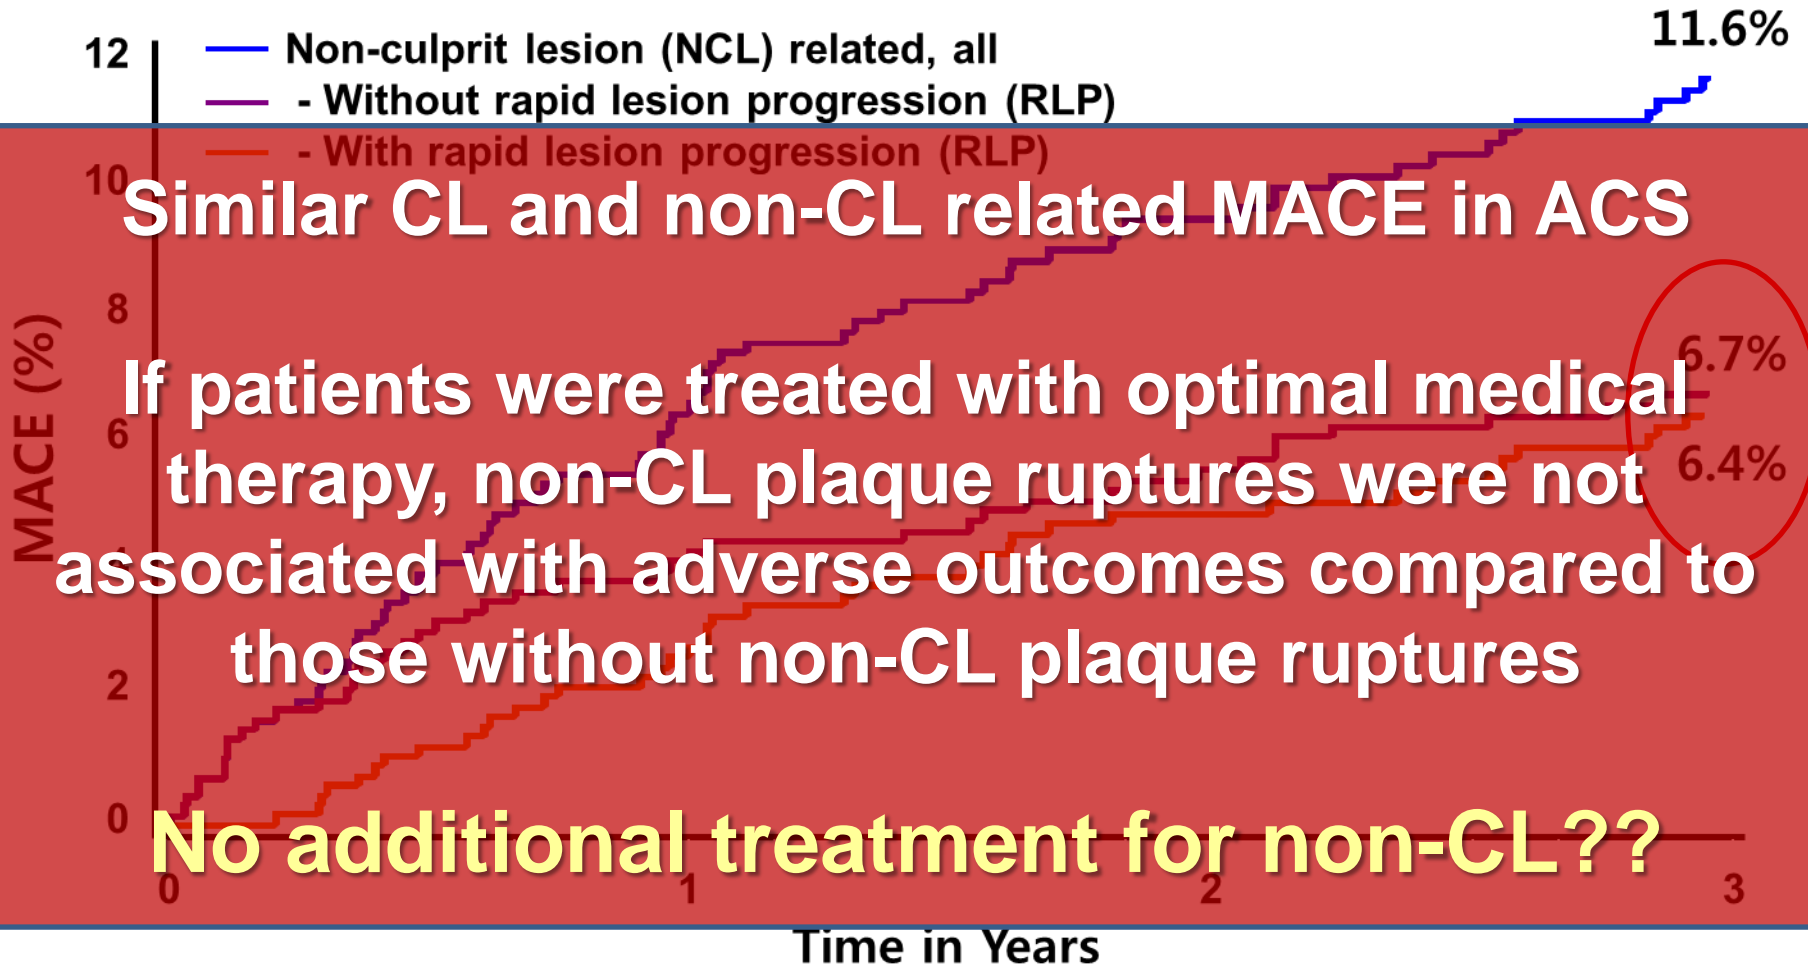 11.6%
12
Non-culprit lesion (NCL) related, all
- Without rapid lesion progression (RLP)
- With rapid lesion progression (RLP)
10
Similar CL and non-CL related MACE in ACS
8
MACE (%)
6.7%
If patients were treated with optimal medical
6
therapy, non-CL plaque ruptures were not
6.4%
associated with adverse outcomes compared to
those without non-CL plaque ruptures
2
0
No additional treatment for non-CL??
0 1 2 3
Time in Years